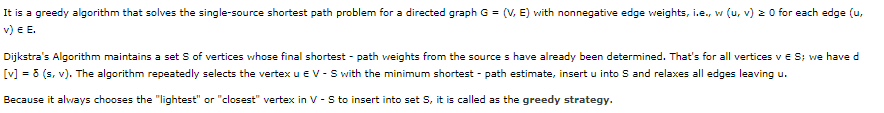 It is a greedy algorithm that solves the single-source shortest path problem for a directed graph G = (V, E) with nonnegative edge weights, i.e., w (u, v) ≥ 0 for each edge (u,
v) ∈ E.
Dijkstra's Algorithm maintains a set S of vertices whose final shortest - path weights from the source s have already been determined. That's for all vertices v ∈ S; we have d
[v] = δ (s, v). The algorithm repeatedly selects the vertex u ∈ V - S with the minimum shortest - path estimate, insert u into S and relaxes all edges leaving u.
Because it always chooses the "lightest" or "closest" vertex in V - S to insert into set S, it is called as the greedy strategy.